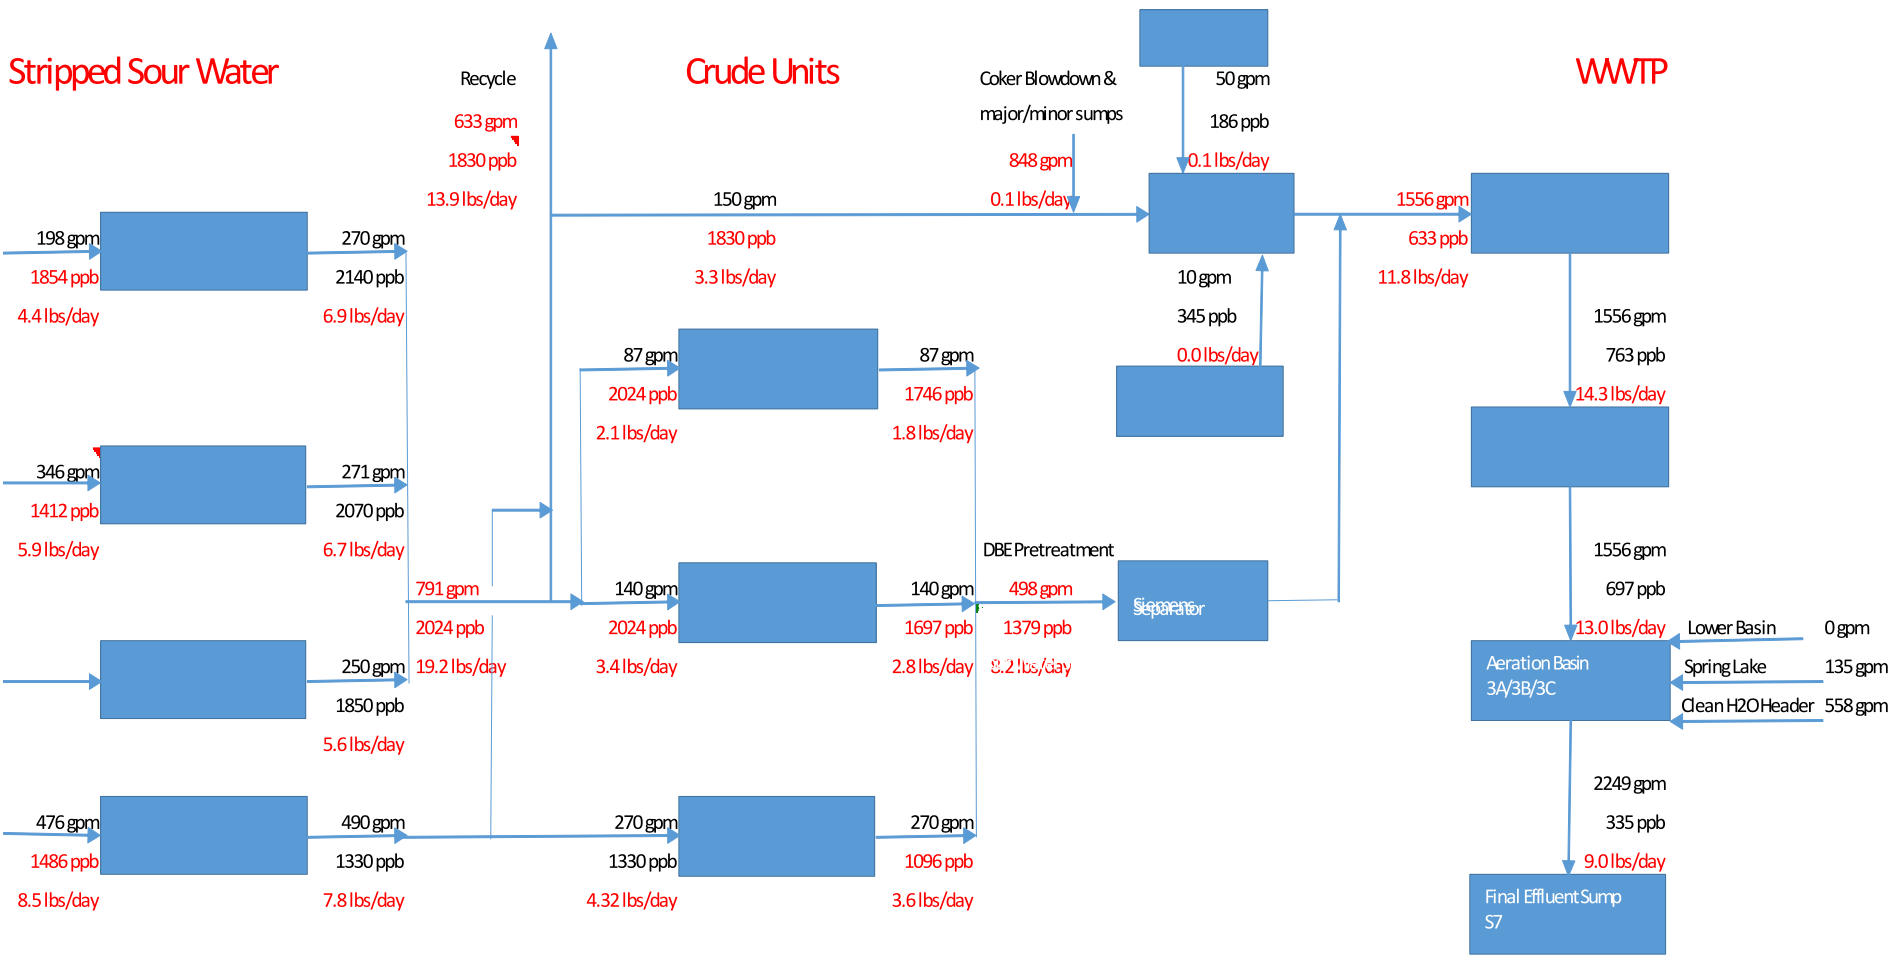 Stripped Sour Water
Crude Units
WWTP
Recycle
633 gpm
1830 ppb
13.9 lbs/day
Coker Blowdown &
major/minor sumps
848 gpm
0.1 lbs/day
50 gpm
186 ppb
0.1 lbs/day
150 gpm
1830 ppb
3.3 lbs/day
1556 gpm
633 ppb
11.8 lbs/day
198 gpm
1854 ppb
4.4 lbs/day
270 gpm
2140 ppb
6.9 lbs/day
10 gpm
345 ppb
0.0 lbs/day
1556 gpm
763 ppb
14.3 lbs/day
87 gpm
2024 ppb
2.1 lbs/day
87 gpm
1746 ppb
1.8 lbs/day
346 gpm
1412 ppb
5.9 lbs/day
271 gpm
2070 ppb
6.7 lbs/day
791 gpm
2024 ppb
19.2 lbs/day
140 gpm
2024 ppb
3.4 lbs/day
140 gpm
1697 ppb
2.8 lbs/day
DBE Pretreatment
498 gpm
1379 ppb
8.2 lbs/day
Siemens
Separator
1556 gpm
697 ppb
13.0 lbs/day
Lower Basin 0 gpm
Spring Lake 135 gpm
Clean H2O Header 558 gpm
Aeration Basin
3A/3B/3C
250 gpm
1850 ppb
5.6 lbs/day
476 gpm
1486 ppb
8.5 lbs/day
490 gpm
1330 ppb
7.8 lbs/day
270 gpm
1330 ppb
4.32 lbs/day
270 gpm
1096 ppb
3.6 lbs/day
2249 gpm
335 ppb
9.0 lbs/day
Final Effluent Sump
S7